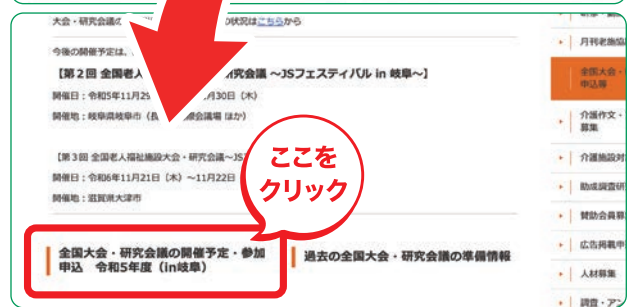 大会・研究会議の の状況はこちらから
今後の開催予定は、
【第2回 全国老人 研究会議 ～JSフェスティバル in 岐阜～】
開催日：令和5年11月29 月30日（木）
開催地：岐阜県岐阜市（長 際会議場 ほか）
【第3回 全国老人福祉施設大会・研究会議～JS
開催日：令和6年11月21日（木）～11月22日
開催地：滋賀県大津市
ここを
クリック
全国大会・研究会議の開催予定・参加
申込 令和5年度（in岐阜）
過去の全国大会・研究会議の準備情報
月刊老施協
全国大会・
申込等
介護作文・
募集
介護施設対
助成調査研
賛助会員募
広告掲載申
人材募集
調査・アン